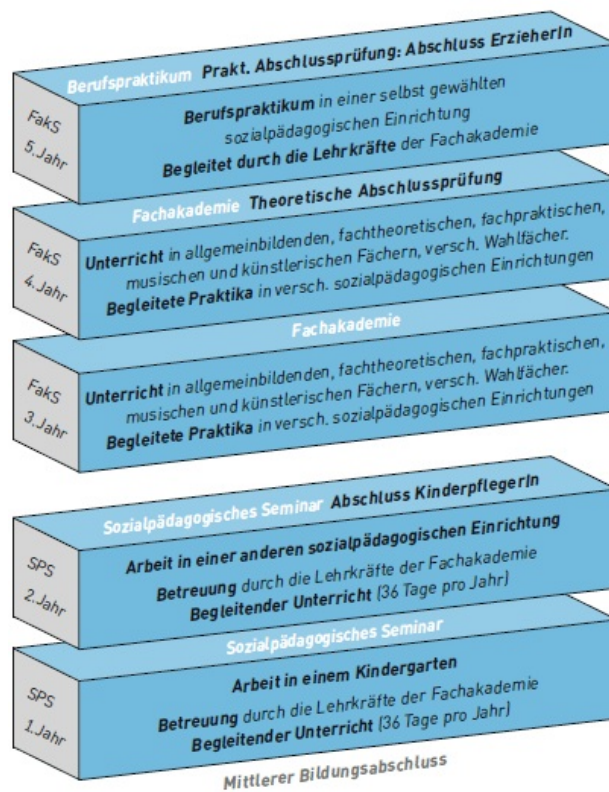 Berufspraktikum Prakt. Abschlussprüfung: Abschluss ErzieherIn
FakS
5. Jahr
Berufspraktikum in einer selbst gewählten
sozialpädagogischen Einrichtung
Begleitet durch die Lehrkräfte der Fachakademie
Fachakademie Theoretische Abschlussprüfung
FakS
4. Jahr
Unterricht in allgemeinbildenden, fachtheoretischen, fachpraktischen,
musischen und künstlerischen Fächern, versch. Wahlfächer.
Begleitete Praktika in versch. sozialpädagogischen Einrichtungen
Fachakademie
FakS
3. Jahr
Unterricht in allgemeinbildenden, fachtheoretischen, fachpraktischen,
musischen und künstlerischen Fächern, versch. Wahlfächer.
Begleitete Praktika in versch. sozialpädagogischen Einrichtungen
Sozialpädagogisches Seminar Abschluss KinderpflegerIn
SPS
2. Jahr
Arbeit in einer anderen sozialpädagogischen Einrichtung
Betreuung durch die Lehrkräfte der Fachakademie
Begleitender Unterricht (36 Tage pro Jahr)
Sozialpädagogisches Seminar
SPS
1. Jahr
Arbeit in einem Kindergarten
Betreuung durch die Lehrkräfte der Fachakademie
Begleitender Unterricht (36 Tage pro Jahr)
Mittlerer Bildungsabschluss